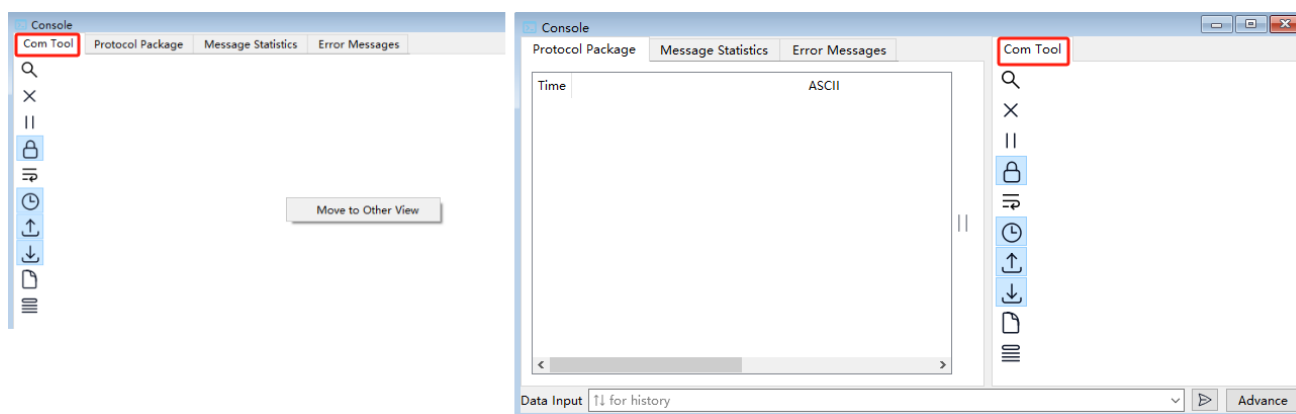 Console
Com Tool Protocol Package Message Statistics Error Messages
Move to Other View
Console
Protocol Package Message Statistics Error Messages
Com Tool
Time ASCII
Data Input ↑↓ for history Advance